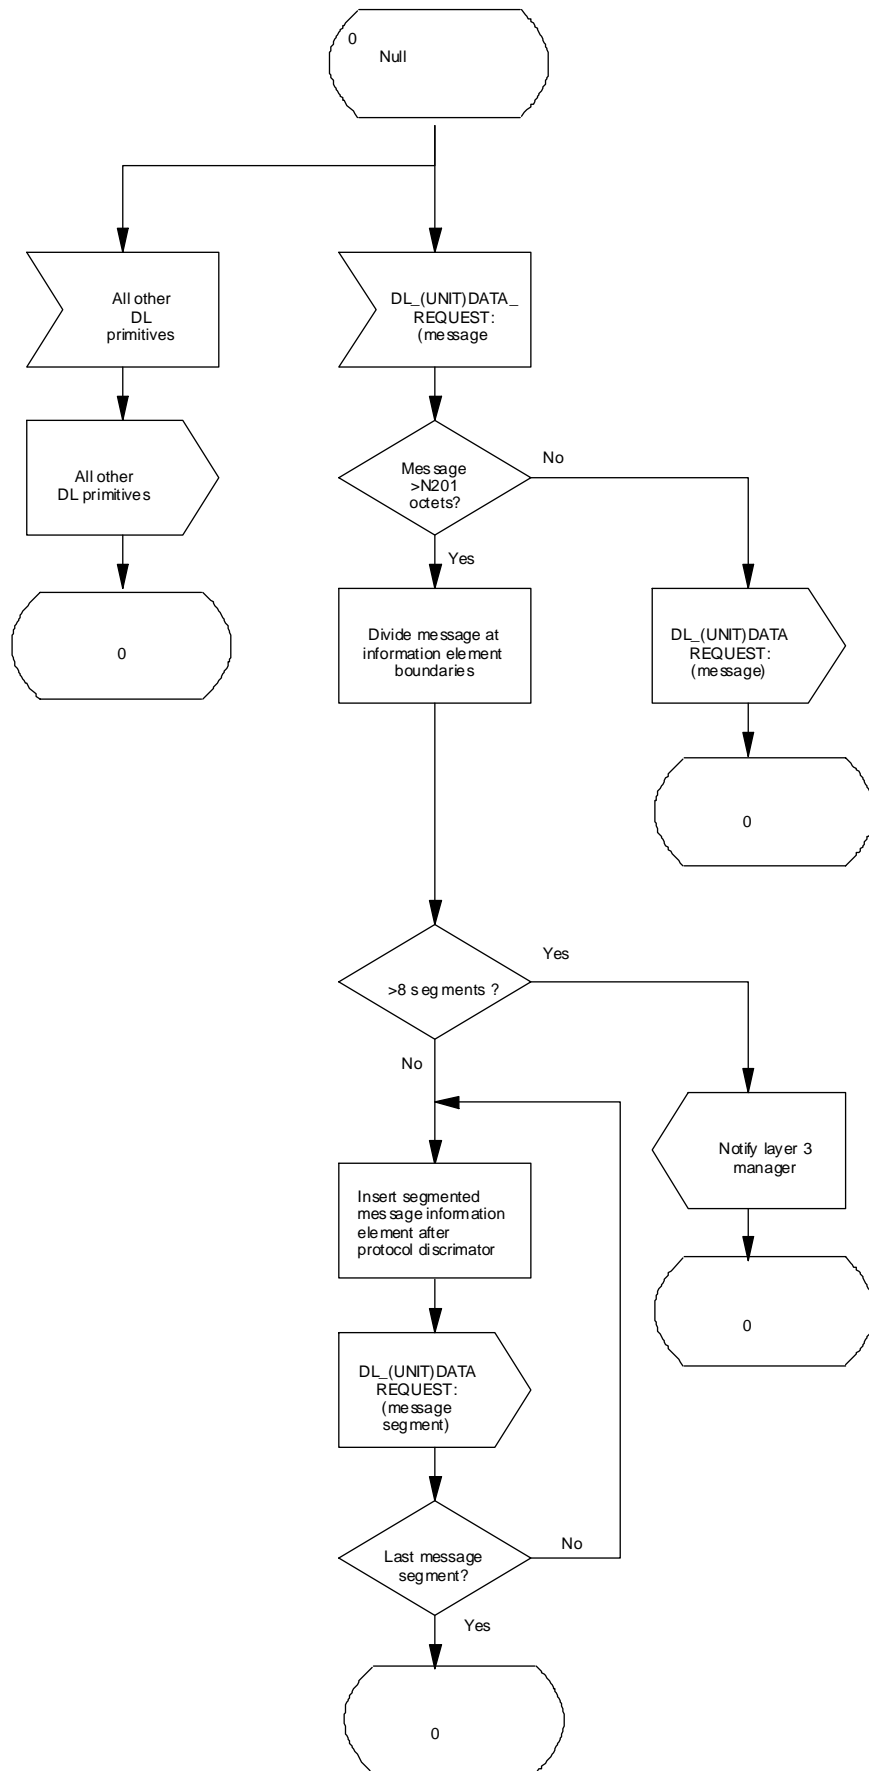 0
Null
All other
DL
primitives
DL_(UNIT)DATA_
REQUEST:
(message
All other
DL primitives
Message
>N201
octets?
No
Yes
0
Divide message at
information element
boundaries
DL_(UNIT)DATA
REQUEST:
(message)
0
>8 segments ?
Yes
No
Notify layer 3
manager
Insert segmented
message information
element after
protocol discrimator
0
DL_(UNIT)DATA
REQUEST:
(message
segment)
Last message
segment?
No
Yes
0